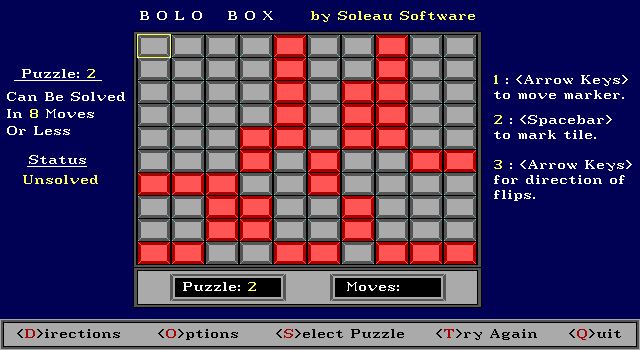 BOLO BOX by Soleau Software
Puzzle: 2
Can Be Solved
In 8 Moves
Or Less
Status
Unsolved
1 : <Arrow Keys>
to move marker.
2 : <Spacebar>
to mark tile.
3 : <Arrow Keys>
for direction of
flips.
Puzzle: 2 Moves:
<D>irections <O>ptions <S>elect Puzzle <T>ry Again <Q>uit